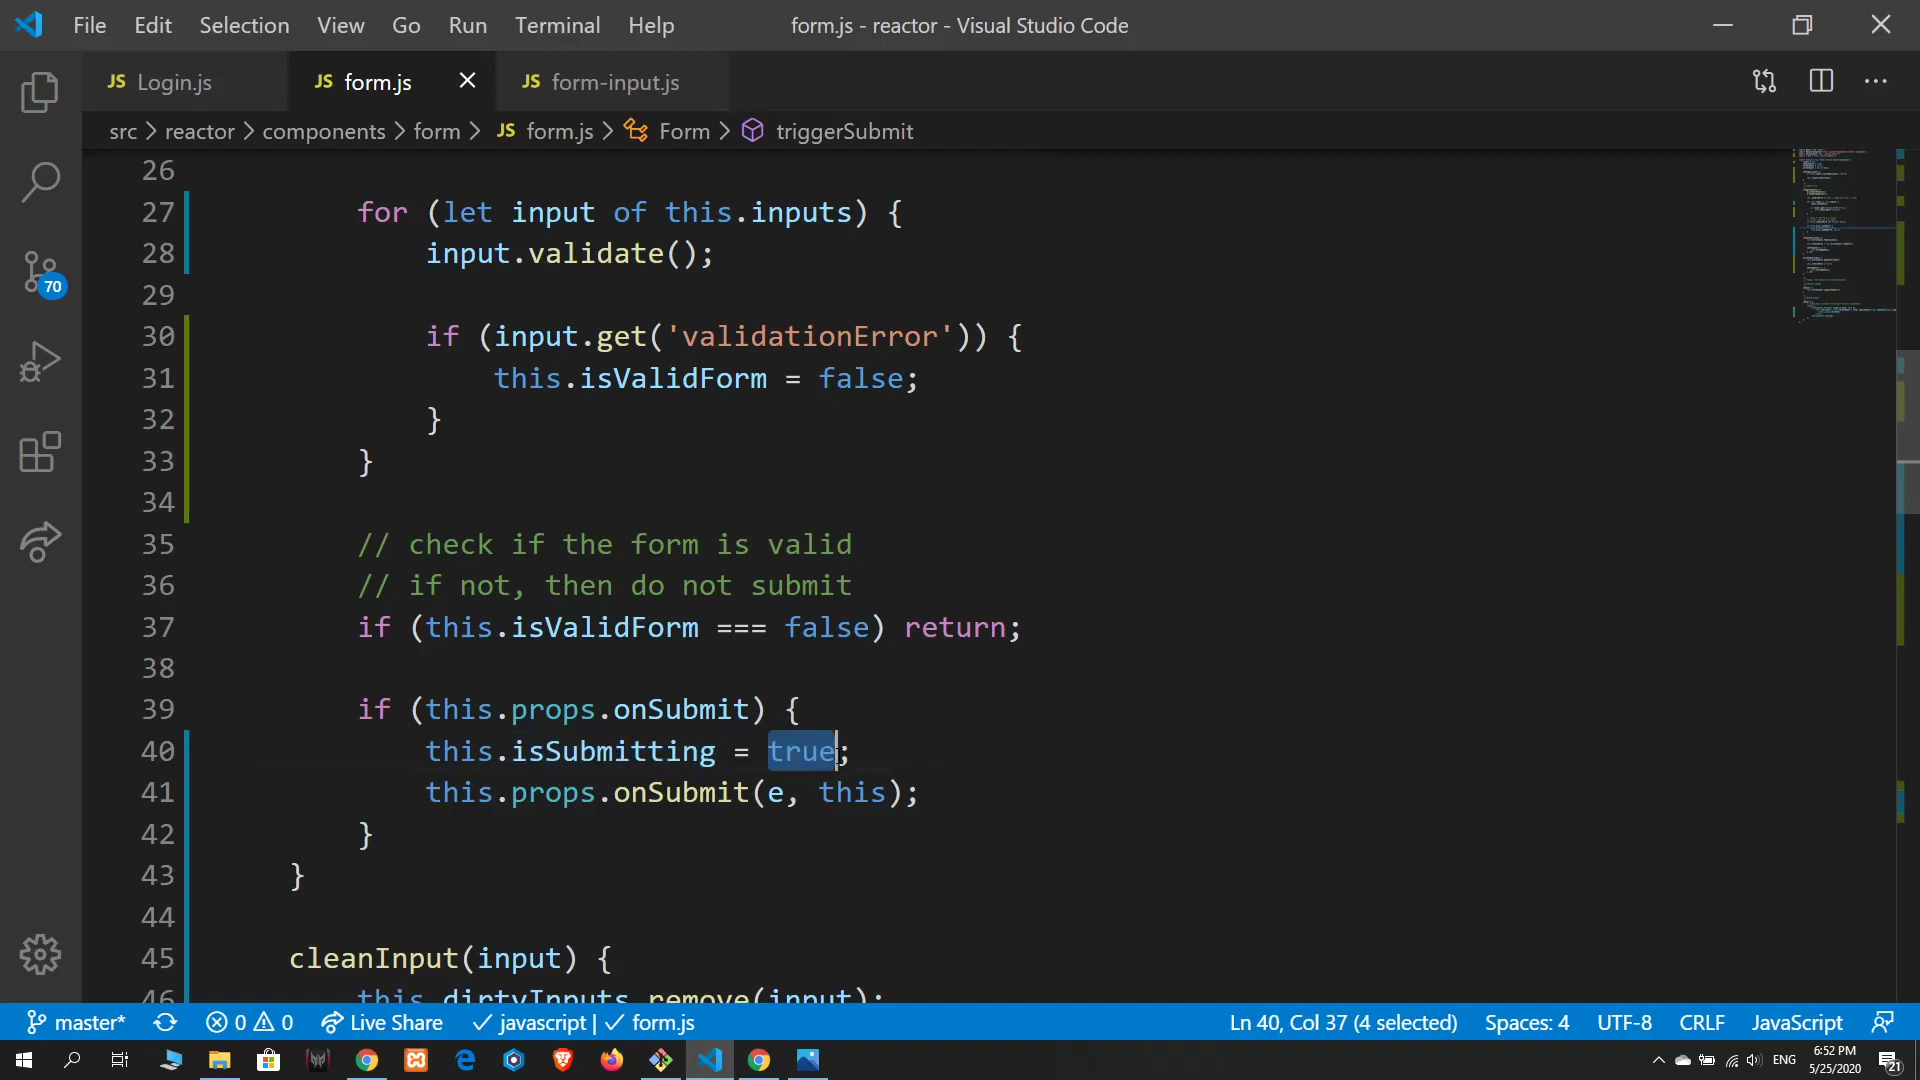 File Edit Selection View Go Run Terminal Help form.js - reactor - Visual Studio Code
JS Login.js JS form.js JS form-input.js
src > reactor > components > form > JS form.js > Form > triggerSubmit
26
27 for (let input of this.inputs) {
28 input.validate();
29
30 if (input.get('validationError')) {
31 this.isValidForm = false;
32 }
33 }
34
35 // check if the form is valid
36 // if not, then do not submit
37 if (this.isValidForm === false) return;
38
39 if (this.props.onSubmit) {
40 this.isSubmitting = true;
41 this.props.onSubmit(e, this);
42 }
43 }
44
45 cleanInput(input) {
46 this.dirtyInputs.remove(input);
70
master* 0 0 Live Share javascript | form.js Ln 40, Col 37 (4 selected) Spaces: 4 UTF-8 CRLF JavaScript
ENG 6:52 PM
5/25/2020
21